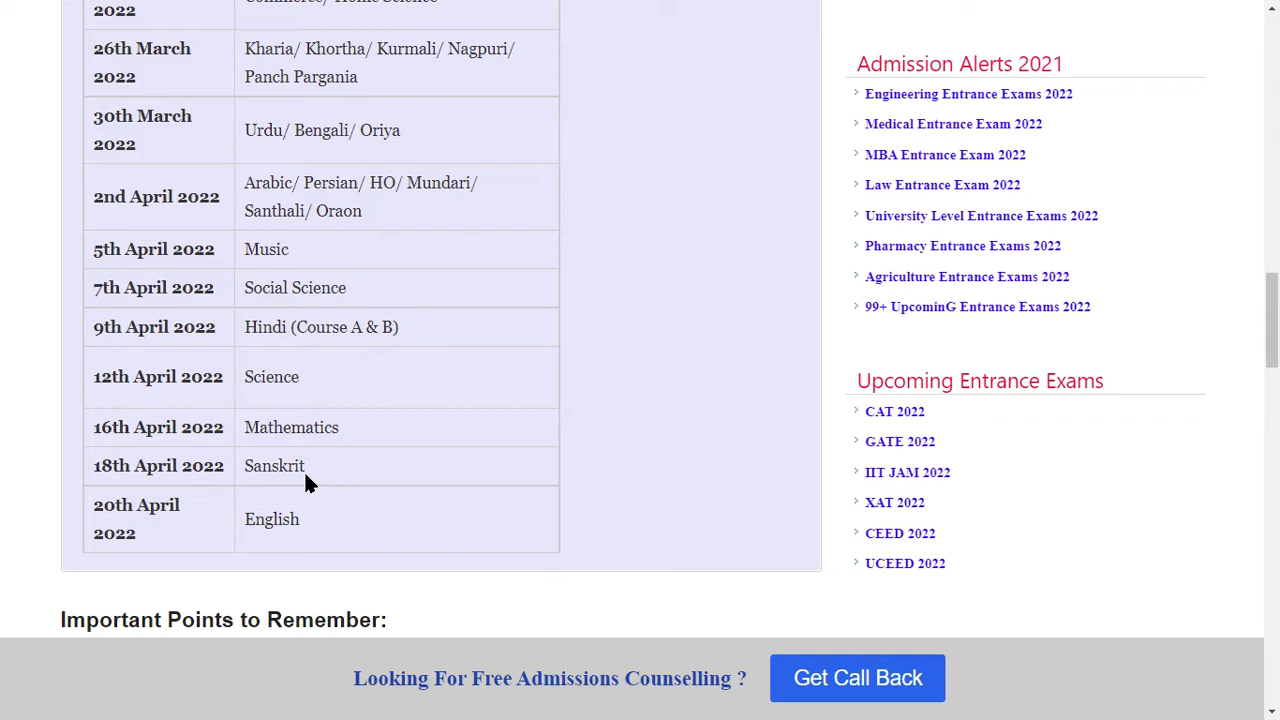 Commerce/ Home Science
2022
26th March
2022
Kharia/ Khortha/ Kurmali/ Nagpuri/
Panch Pargania
30th March
2022
Urdu/ Bengali/ Oriya
2nd April 2022
Arabic/ Persian/ HO/ Mundari/
Santhali/ Oraon
5th April 2022 Music
7th April 2022 Social Science
9th April 2022 Hindi (Course A & B)
12th April 2022 Science
16th April 2022 Mathematics
18th April 2022 Sanskrit
20th April
2022
English
Important Points to Remember:
Admission Alerts 2021
Engineering Entrance Exams 2022
Medical Entrance Exam 2022
MBA Entrance Exam 2022
Law Entrance Exam 2022
University Level Entrance Exams 2022
Pharmacy Entrance Exams 2022
Agriculture Entrance Exams 2022
99+ UpcominG Entrance Exams 2022
Upcoming Entrance Exams
CAT 2022
GATE 2022
IIT JAM 2022
XAT 2022
CEED 2022
UCEED 2022
Looking For Free Admissions Counselling ? Get Call Back